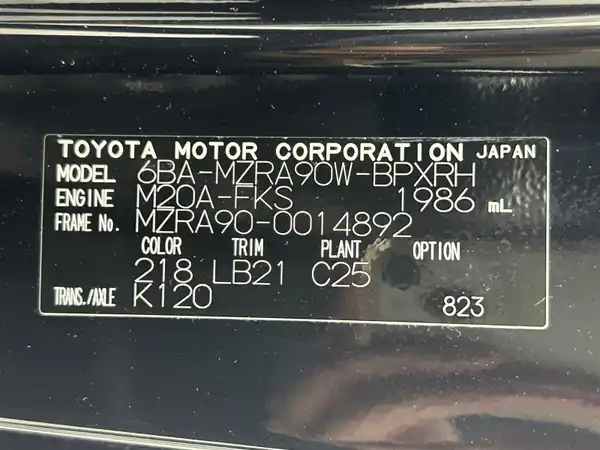 TOYOTA MOTOR CORPORATION JAPAN
MODEL 6BA-MZRA90W-BPXRH
ENGINE M20A-FKS 1986 mL
FRAME No. MZRA90-0014892
COLOR TRIM PLANT OPTION
218 LB21 C25
TRANS./AXLE K120
823